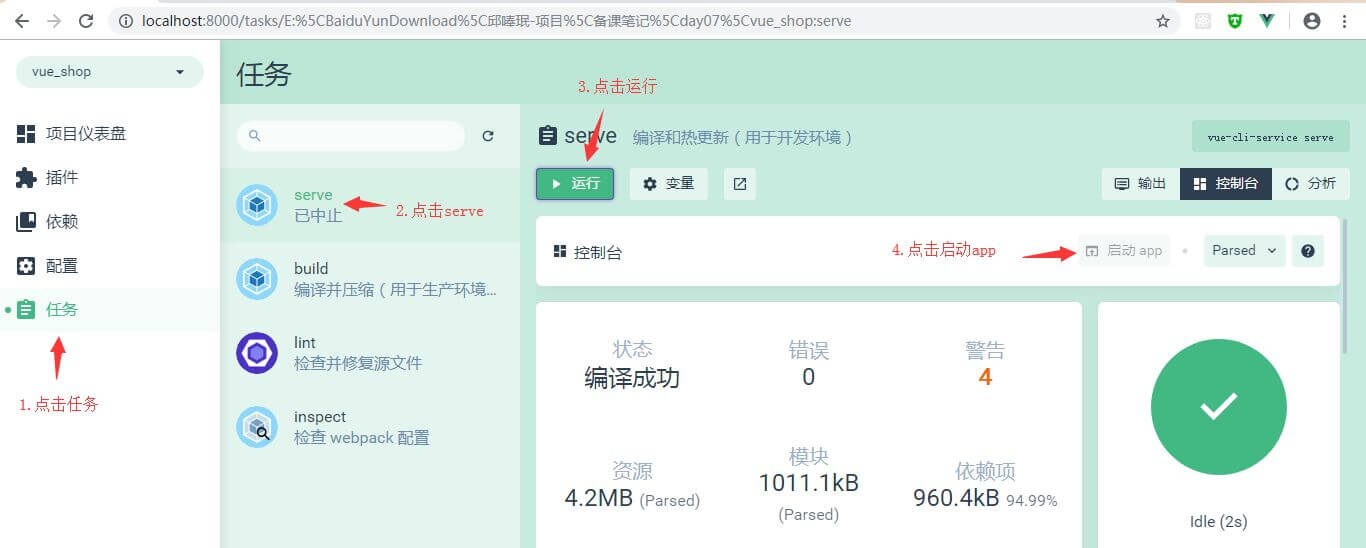 localhost:8000/tasks/E:%5CBaiduYunDownload%5C邱嗪珉-项目%5C备课笔记%5Cday07%5Cvue_shop:serve
vue_shop
任务
项目仪表盘
插件
依赖
配置
任务
1.点击任务
serve
已中止
2.点击serve
build
编译并压缩（用于生产环境...
lint
检查并修复源文件
inspect
检查 webpack 配置
3.点击运行
serve 编译和热更新（用于开发环境）
vue-cli-service serve
运行 变量
输出 控制台 分析
控制台
4.点击启动app
启动 app
Parsed
状态 错误 警告
编译成功 0 4
资源 模块 依赖项
4.2MB (Parsed) 1011.1kB (Parsed) 960.4kB 94.99%
Idle (2s)